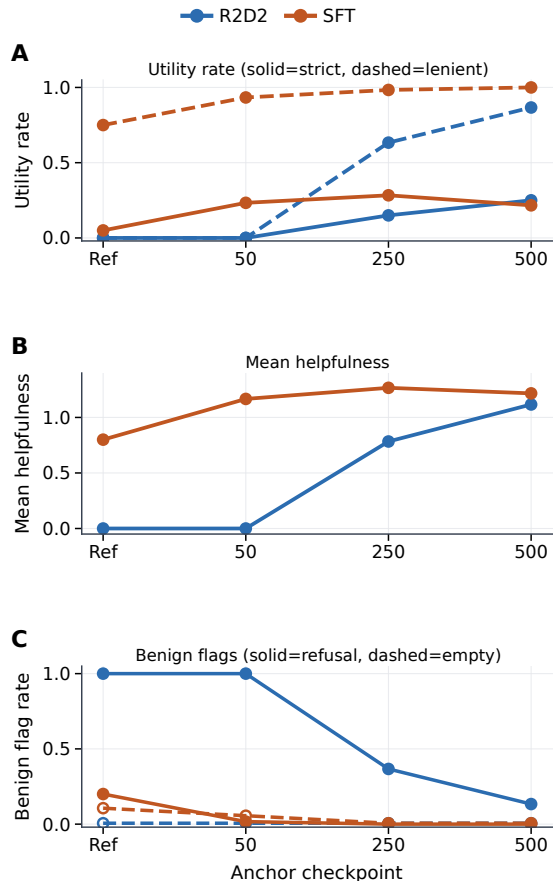 R2D2 SFT
A
Utility rate (solid=strict, dashed=lenient)
Utility rate
1.0
0.5
0.0
Ref 50 250 500
B
Mean helpfulness
Mean helpfulness
1.0
0.5
0.0
Ref 50 250 500
C
Benign flags (solid=refusal, dashed=empty)
Benign flag rate
1.0
0.5
0.0
Ref 50 250 500
Anchor checkpoint